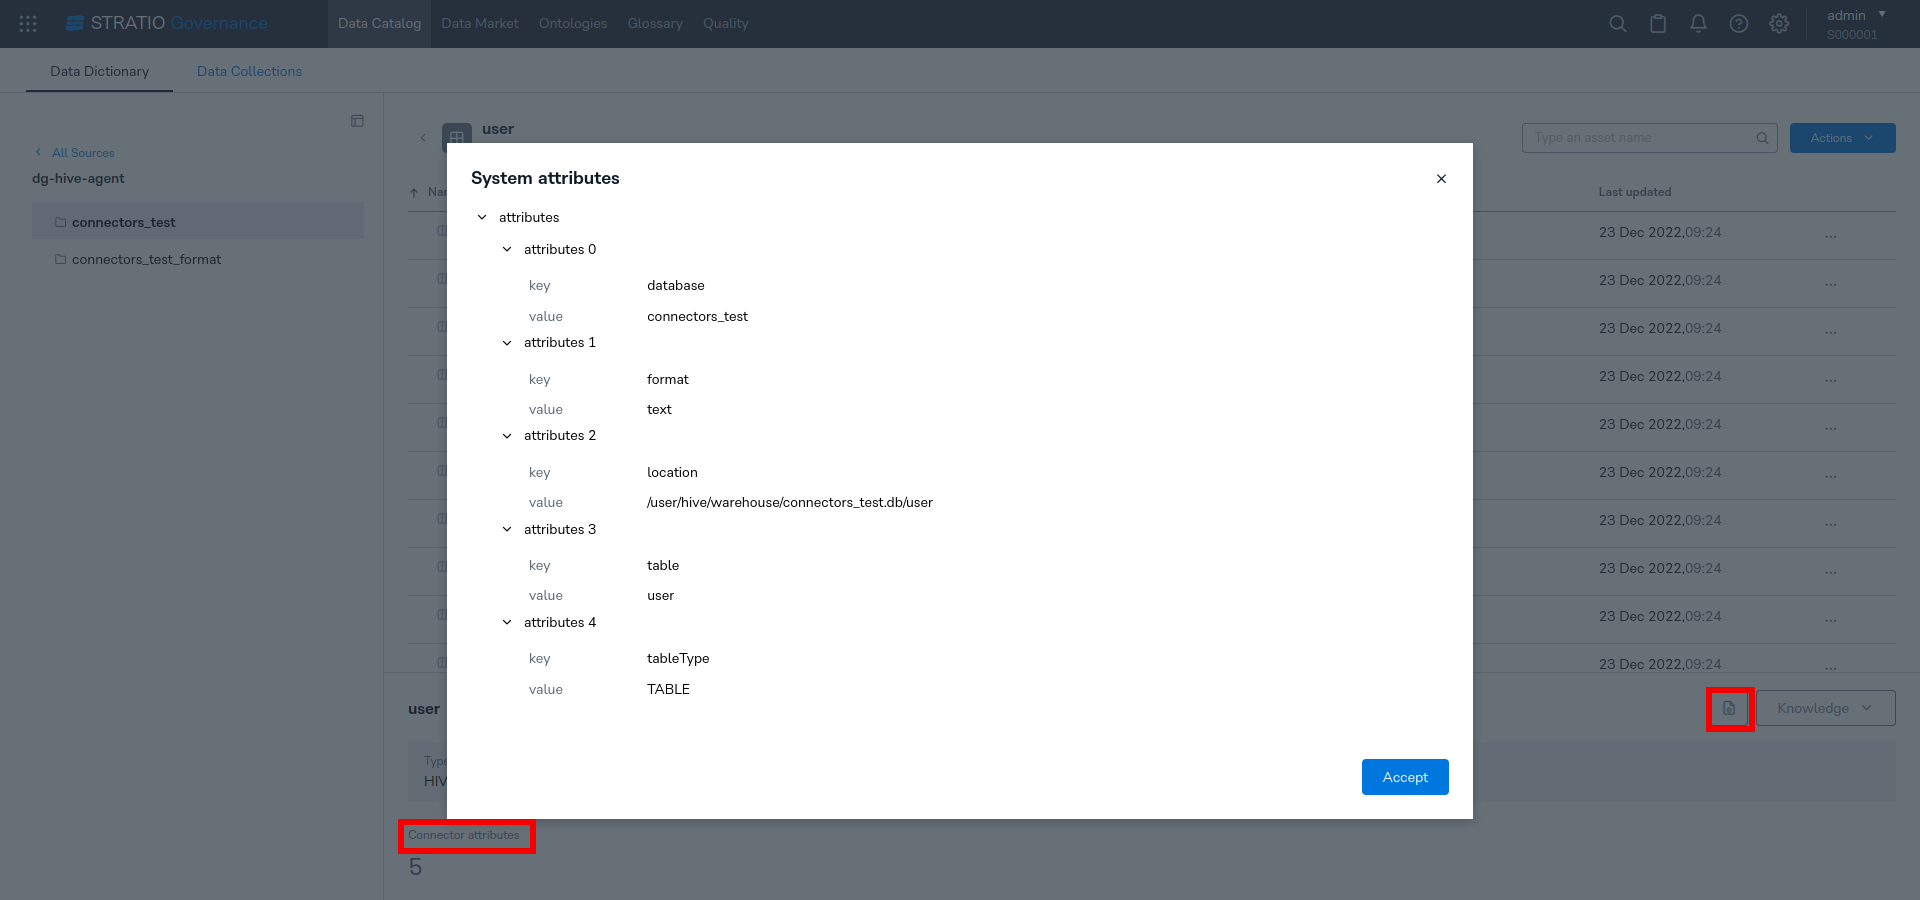 STRATIO Governance
Data Catalog
Data Market
Ontologies
Glossary
Quality
admin
S000001
Data Dictionary
Data Collections
All Sources
dg-hive-agent
connectors_test
connectors_test_format
user
Type an asset name
Actions
Last updated
23 Dec 2022,09:24
23 Dec 2022,09:24
23 Dec 2022,09:24
23 Dec 2022,09:24
23 Dec 2022,09:24
23 Dec 2022,09:24
23 Dec 2022,09:24
23 Dec 2022,09:24
23 Dec 2022,09:24
23 Dec 2022,09:24
System attributes
attributes
attributes 0
key database
value connectors_test
attributes 1
key format
value text
attributes 2
key location
value /user/hive/warehouse/connectors_test.db/user
attributes 3
key table
value user
attributes 4
key tableType
value TABLE
Accept
user
Knowledge
Connector attributes
5